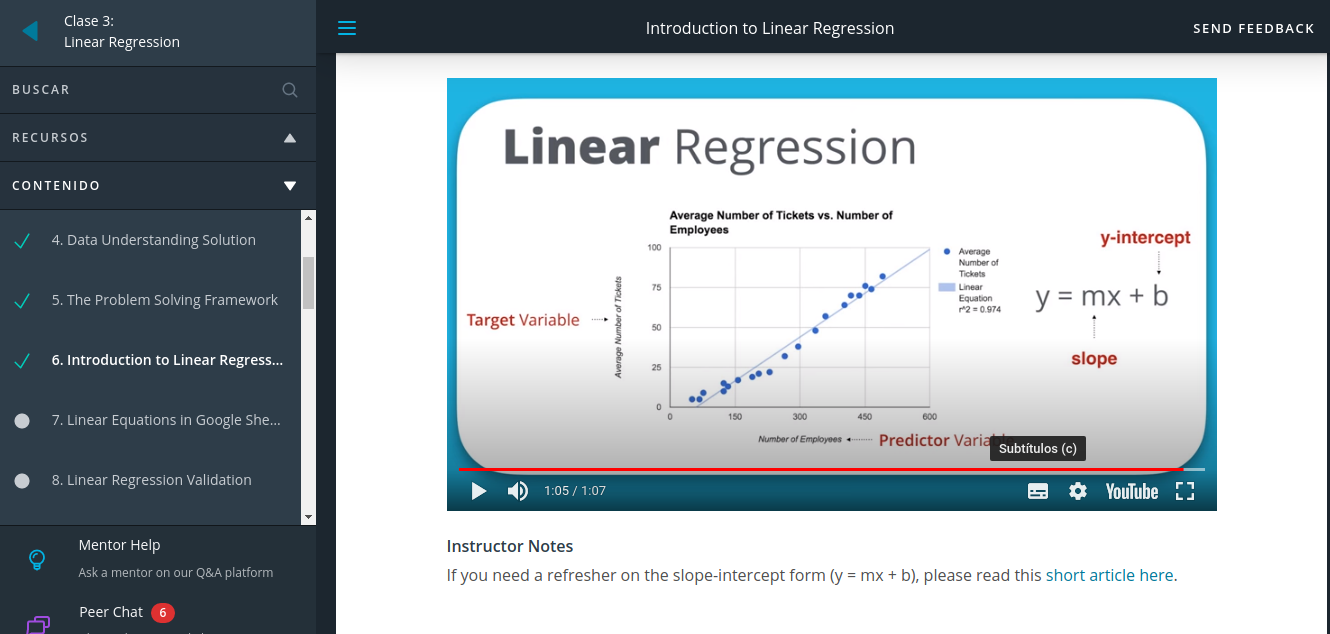 Clase 3:
Linear Regression
BUSCAR
RECURSOS
CONTENIDO
4. Data Understanding Solution
5. The Problem Solving Framework
6. Introduction to Linear Regress...
7. Linear Equations in Google She...
8. Linear Regression Validation
Mentor Help
Ask a mentor on our Q&A platform
Peer Chat 6
Introduction to Linear Regression
SEND FEEDBACK
Linear Regression
Average Number of Tickets vs. Number of
Employees
100
75
50
25
0
0 150 300 450 600
Average Number of Tickets
Number of Employees
Target Variable
Predictor
Average
Number of
Tickets
Linear
Equation
r^2 = 0.974
y-intercept
y = mx + b
slope
Subtítulos (c)
1:05 / 1:07
YouTube
Instructor Notes
If you need a refresher on the slope-intercept form (y = mx + b), please read this short article here.